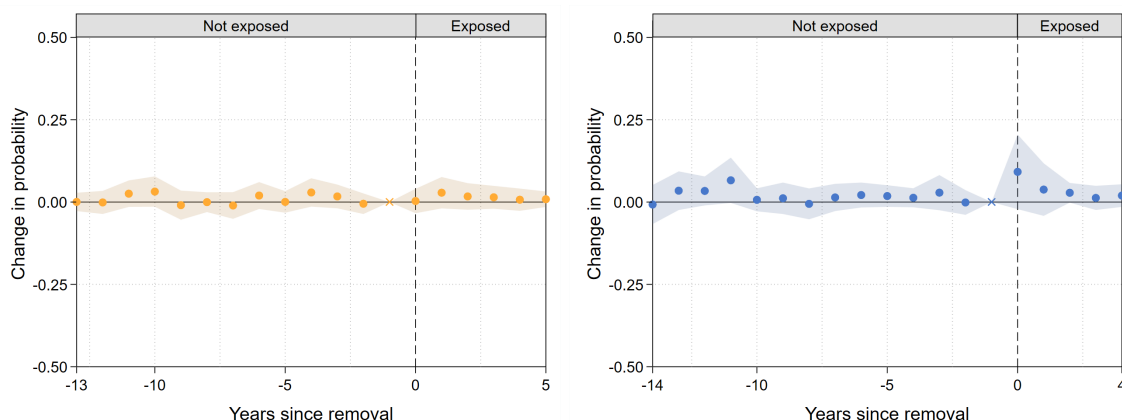 Not exposed Exposed
0.50
0.25
0.00
-0.25
-0.50
Change in probability
-13 -10 -5 0 5
Years since removal
Not exposed Exposed
0.50
0.25
0.00
-0.25
-0.50
Change in probability
-14 -10 -5 0 4
Years since removal